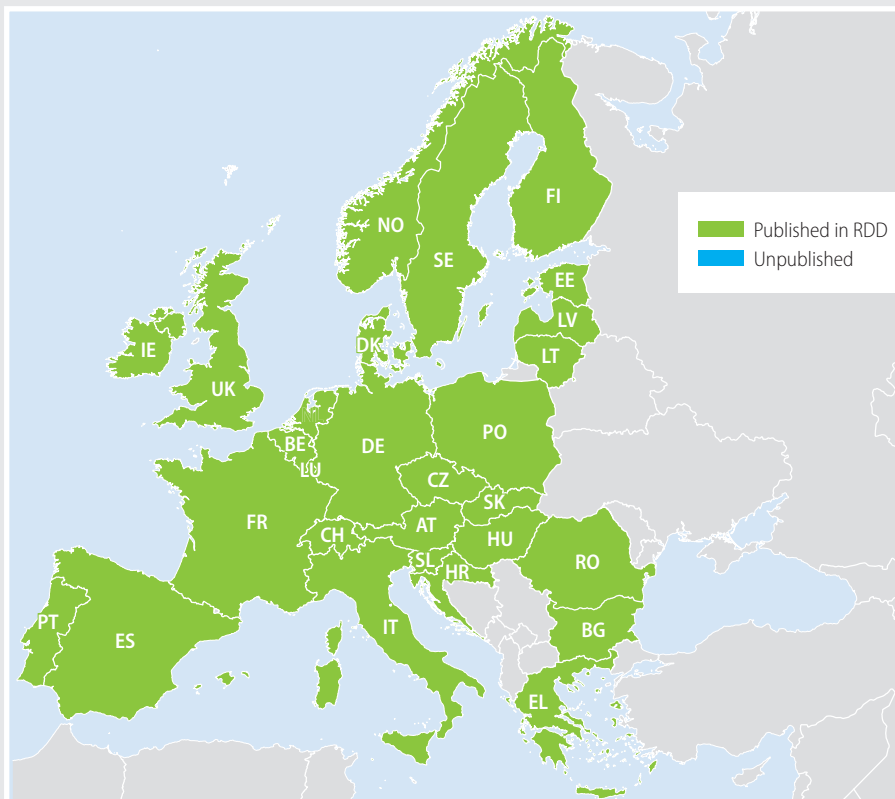 FI
NO
SE
Published in RDD
Unpublished
EE
LV
DK
IE
LT
UK
PO
BE
DE
LU
CZ
SK
FR
AT
CH
HU
SL
RO
HR
PT
IT
BG
ES
EL